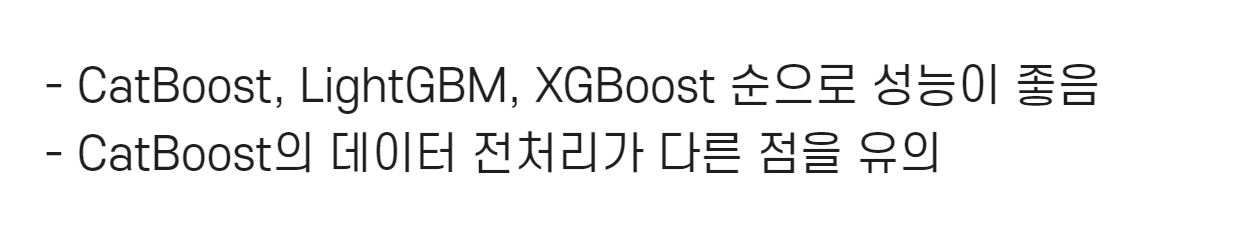 - CatBoost, LightGBM, XGBoost 순으로 성능이 좋음
- CatBoost의 데이터 전처리가 다른 점을 유의